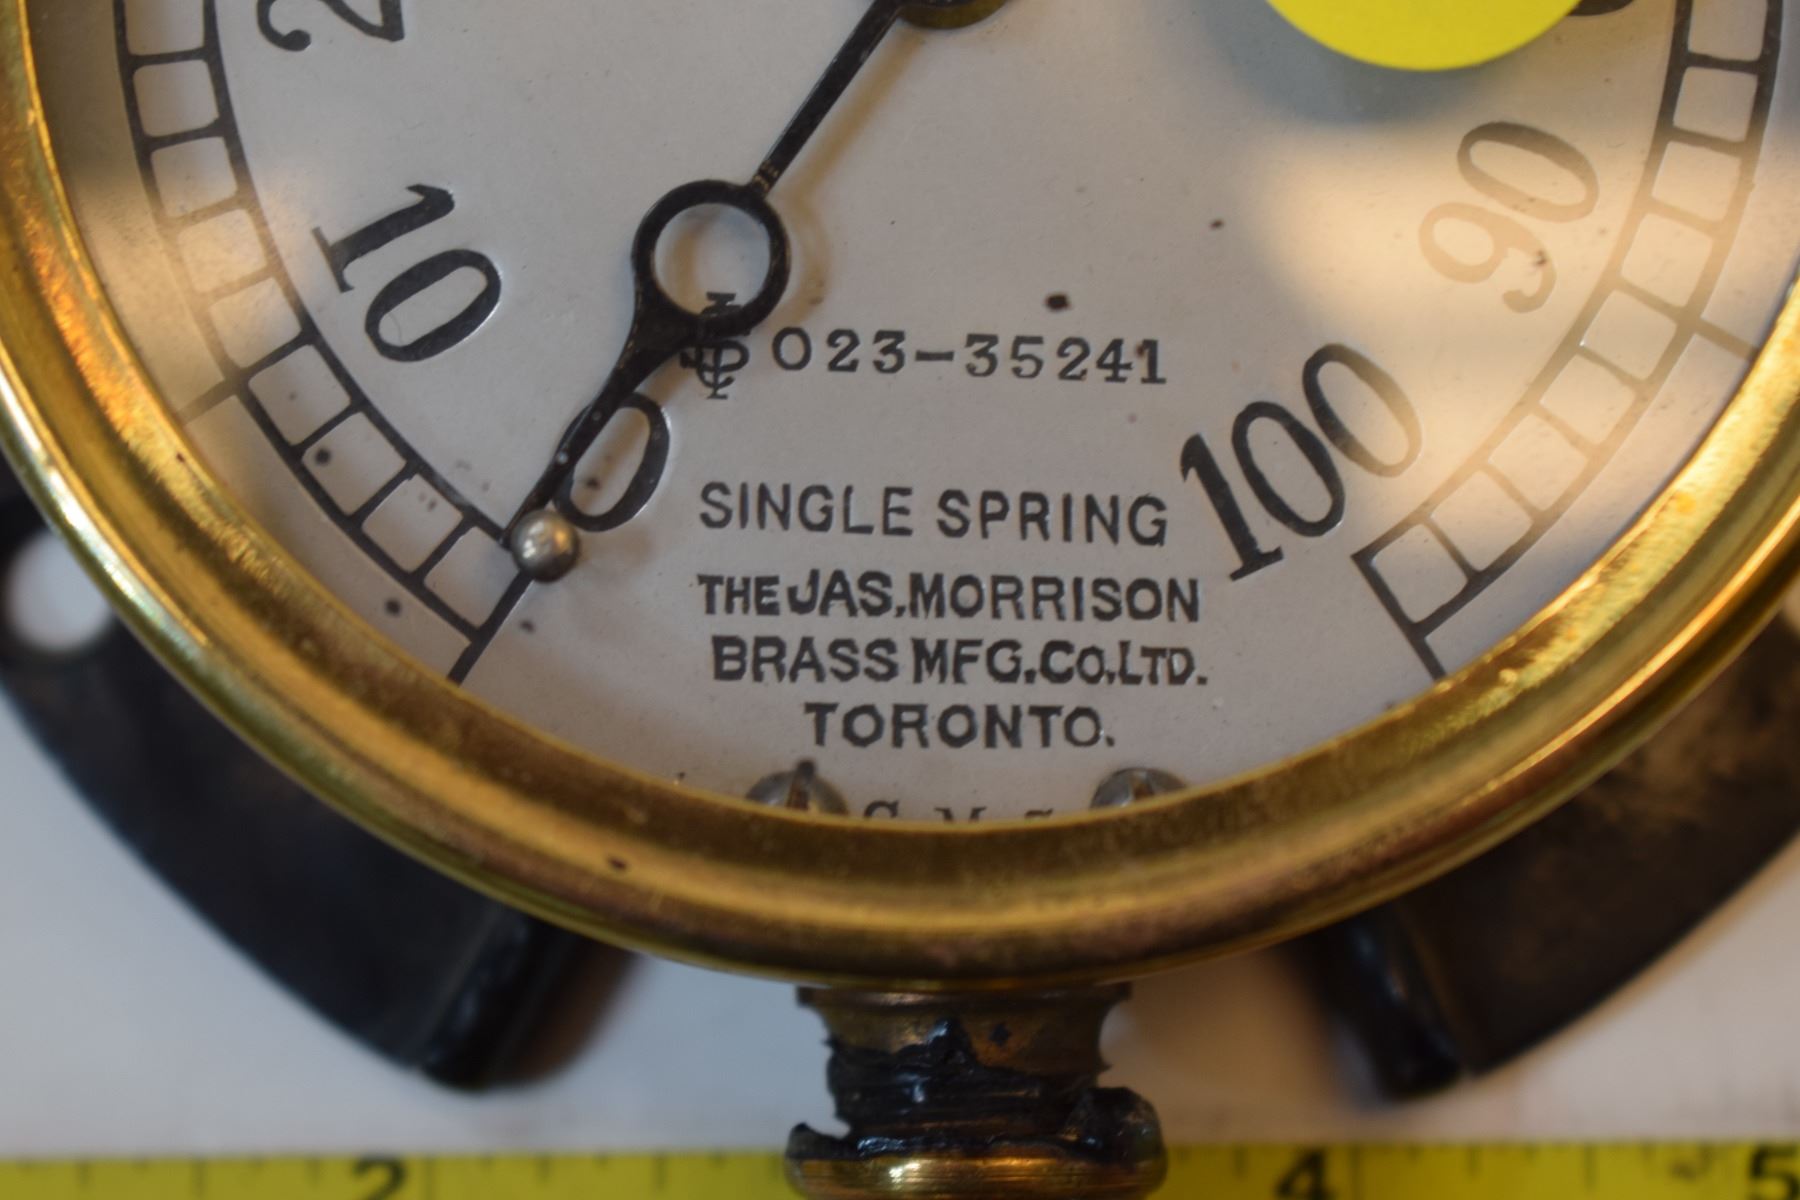 2
10
0
90
100
023-35241
SINGLE SPRING
THE JAS. MORRISON
BRASS MFG. CO. LTD.
TORONTO.
2
4
5